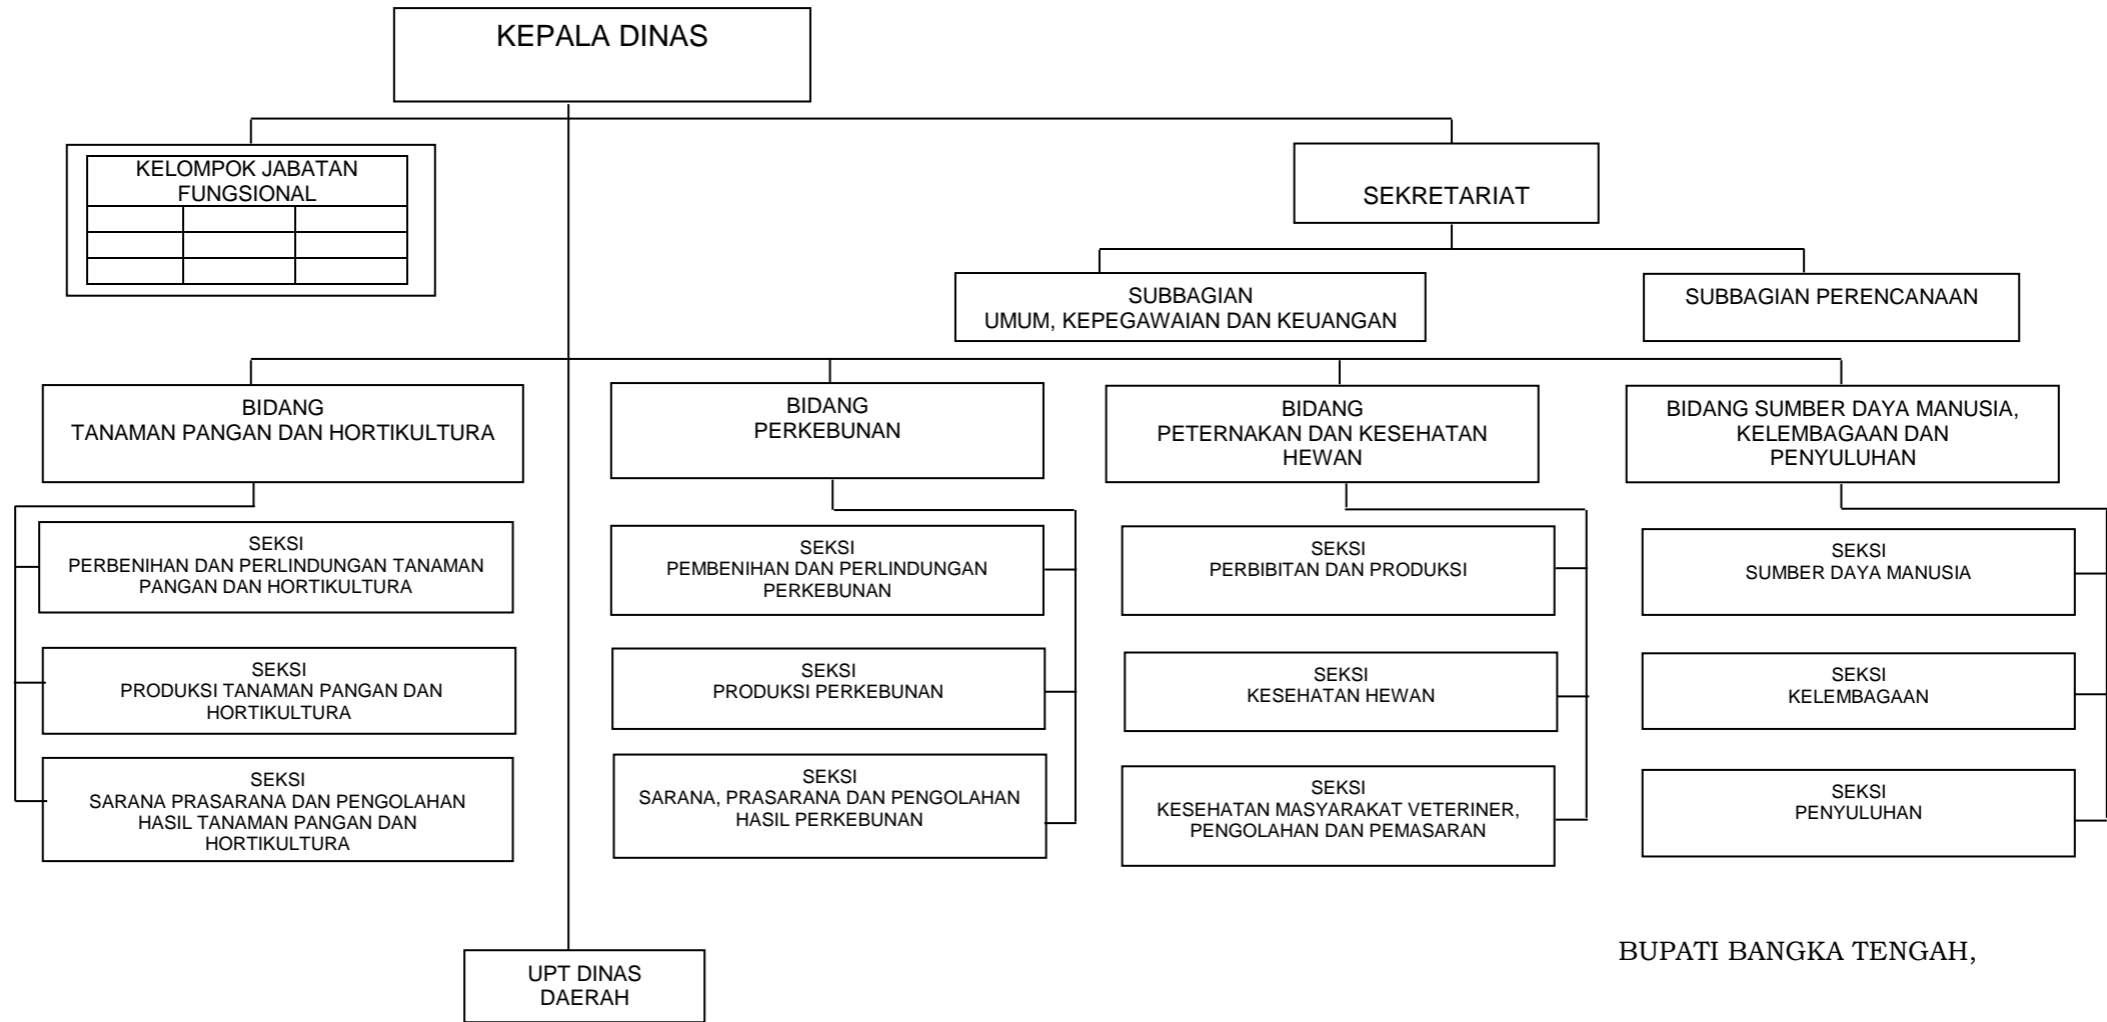 KEPALA DINAS
KELOMPOK JABATAN
FUNGSIONAL
SEKRETARIAT
SUBBAGIAN
UMUM, KEPEGAWAIAN DAN KEUANGAN
SUBBAGIAN PERENCANAAN
BIDANG
TANAMAN PANGAN DAN HORTIKULTURA
BIDANG
PERKEBUNAN
BIDANG
PETERNAKAN DAN KESEHATAN
HEWAN
BIDANG SUMBER DAYA MANUSIA,
KELEMBAGAAN DAN
PENYULUHAN
SEKSI
PERBENIHAN DAN PERLINDUNGAN TANAMAN
PANGAN DAN HORTIKULTURA
SEKSI
PEMBENIHAN DAN PERLINDUNGAN
PERKEBUNAN
SEKSI
PERBIBITAN DAN PRODUKSI
SEKSI
SUMBER DAYA MANUSIA
SEKSI
PRODUKSI TANAMAN PANGAN DAN
HORTIKULTURA
SEKSI
PRODUKSI PERKEBUNAN
SEKSI
KESEHATAN HEWAN
SEKSI
KELEMBAGAAN
SEKSI
SARANA PRASARANA DAN PENGOLAHAN
HASIL TANAMAN PANGAN DAN
HORTIKULTURA
SEKSI
SARANA, PRASARANA DAN PENGOLAHAN
HASIL PERKEBUNAN
SEKSI
KESEHATAN MASYARAKAT VETERINER,
PENGOLAHAN DAN PEMASARAN
SEKSI
PENYULUHAN
UPT DINAS
DAERAH
BUPATI BANGKA TENGAH,